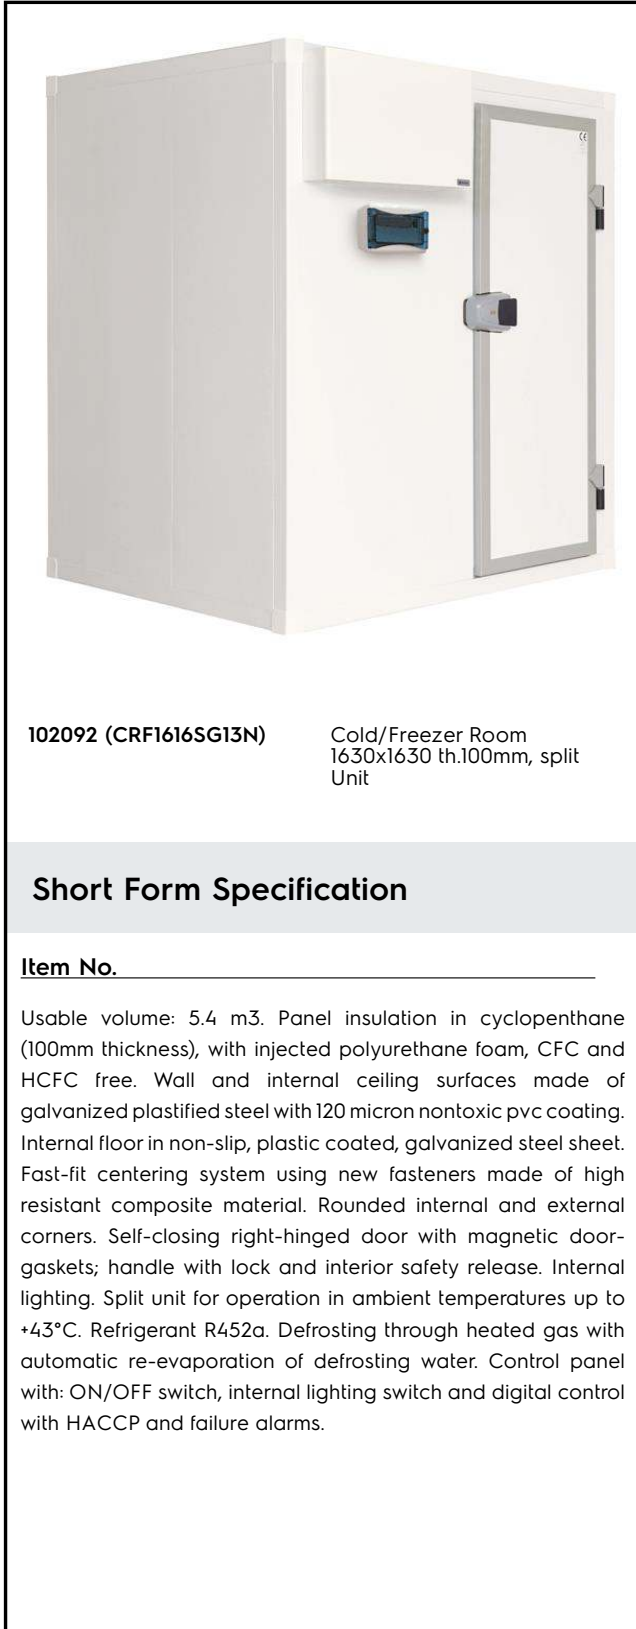 CE
102092 (CRF1616SG13N)
Cold/Freezer Room
1630x1630 th.100mm, split
Unit
Short Form Specification
Item No.
Usable volume: 5.4 m3. Panel insulation in cyclopenthane
(100mm thickness), with injected polyurethane foam, CFC and
HCFC free. Wall and internal ceiling surfaces made of
galvanized plastified steel with 120 micron nontoxic pvc coating.
Internal floor in non-slip, plastic coated, galvanized steel sheet.
Fast-fit centering system using new fasteners made of high
resistant composite material. Rounded internal and external
corners. Self-closing right-hinged door with magnetic door-
gaskets; handle with lock and interior safety release. Internal
lighting. Split unit for operation in ambient temperatures up to
+43°C. Refrigerant R452a. Defrosting through heated gas with
automatic re-evaporation of defrosting water. Control panel
with: ON/OFF switch, internal lighting switch and digital control
with HACCP and failure alarms.